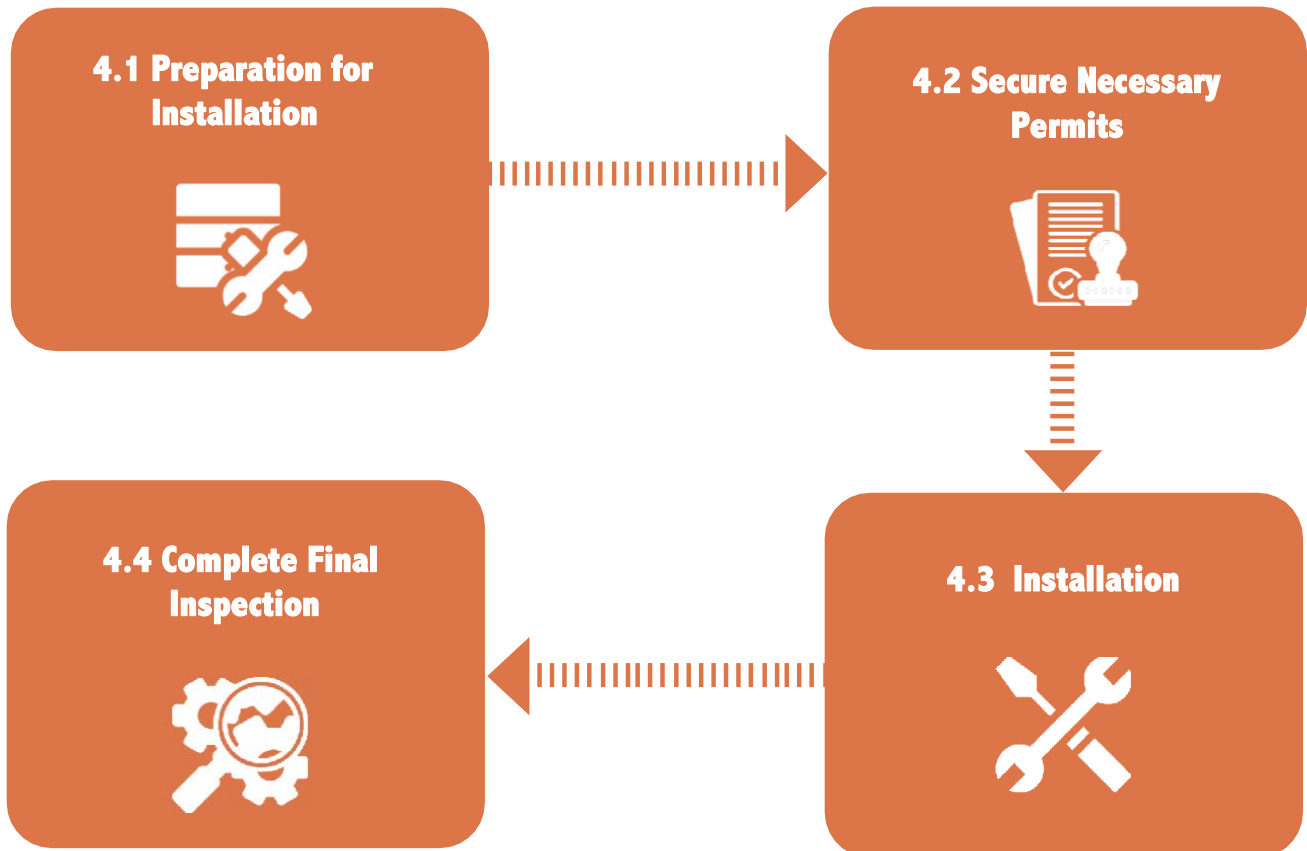 4.1 Preparation for
Installation
4.2 Secure Necessary
Permits
4.3  Installation
4.4 Complete Final
Inspection